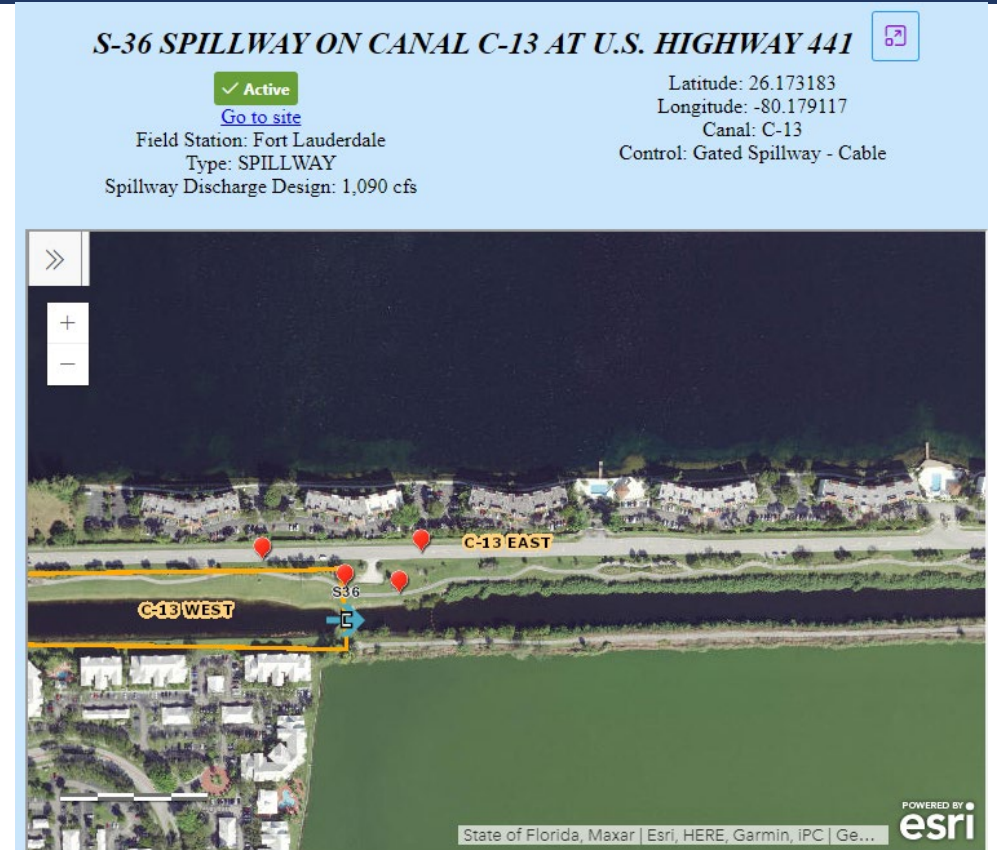 S-36 SPILLWAY ON CANAL C-13 AT U.S. HIGHWAY 441
Active
Go to site
Field Station: Fort Lauderdale
Type: SPILLWAY
Spillway Discharge Design: 1,090 cfs
Latitude: 26.173183
Longitude: -80.179117
Canal: C-13
Control: Gated Spillway - Cable
+
−
C-13 EAST
S36
C-13 WEST
POWERED BY
esri
State of Florida, Maxar | Esri, HERE, Garmin, iPC | Ge...